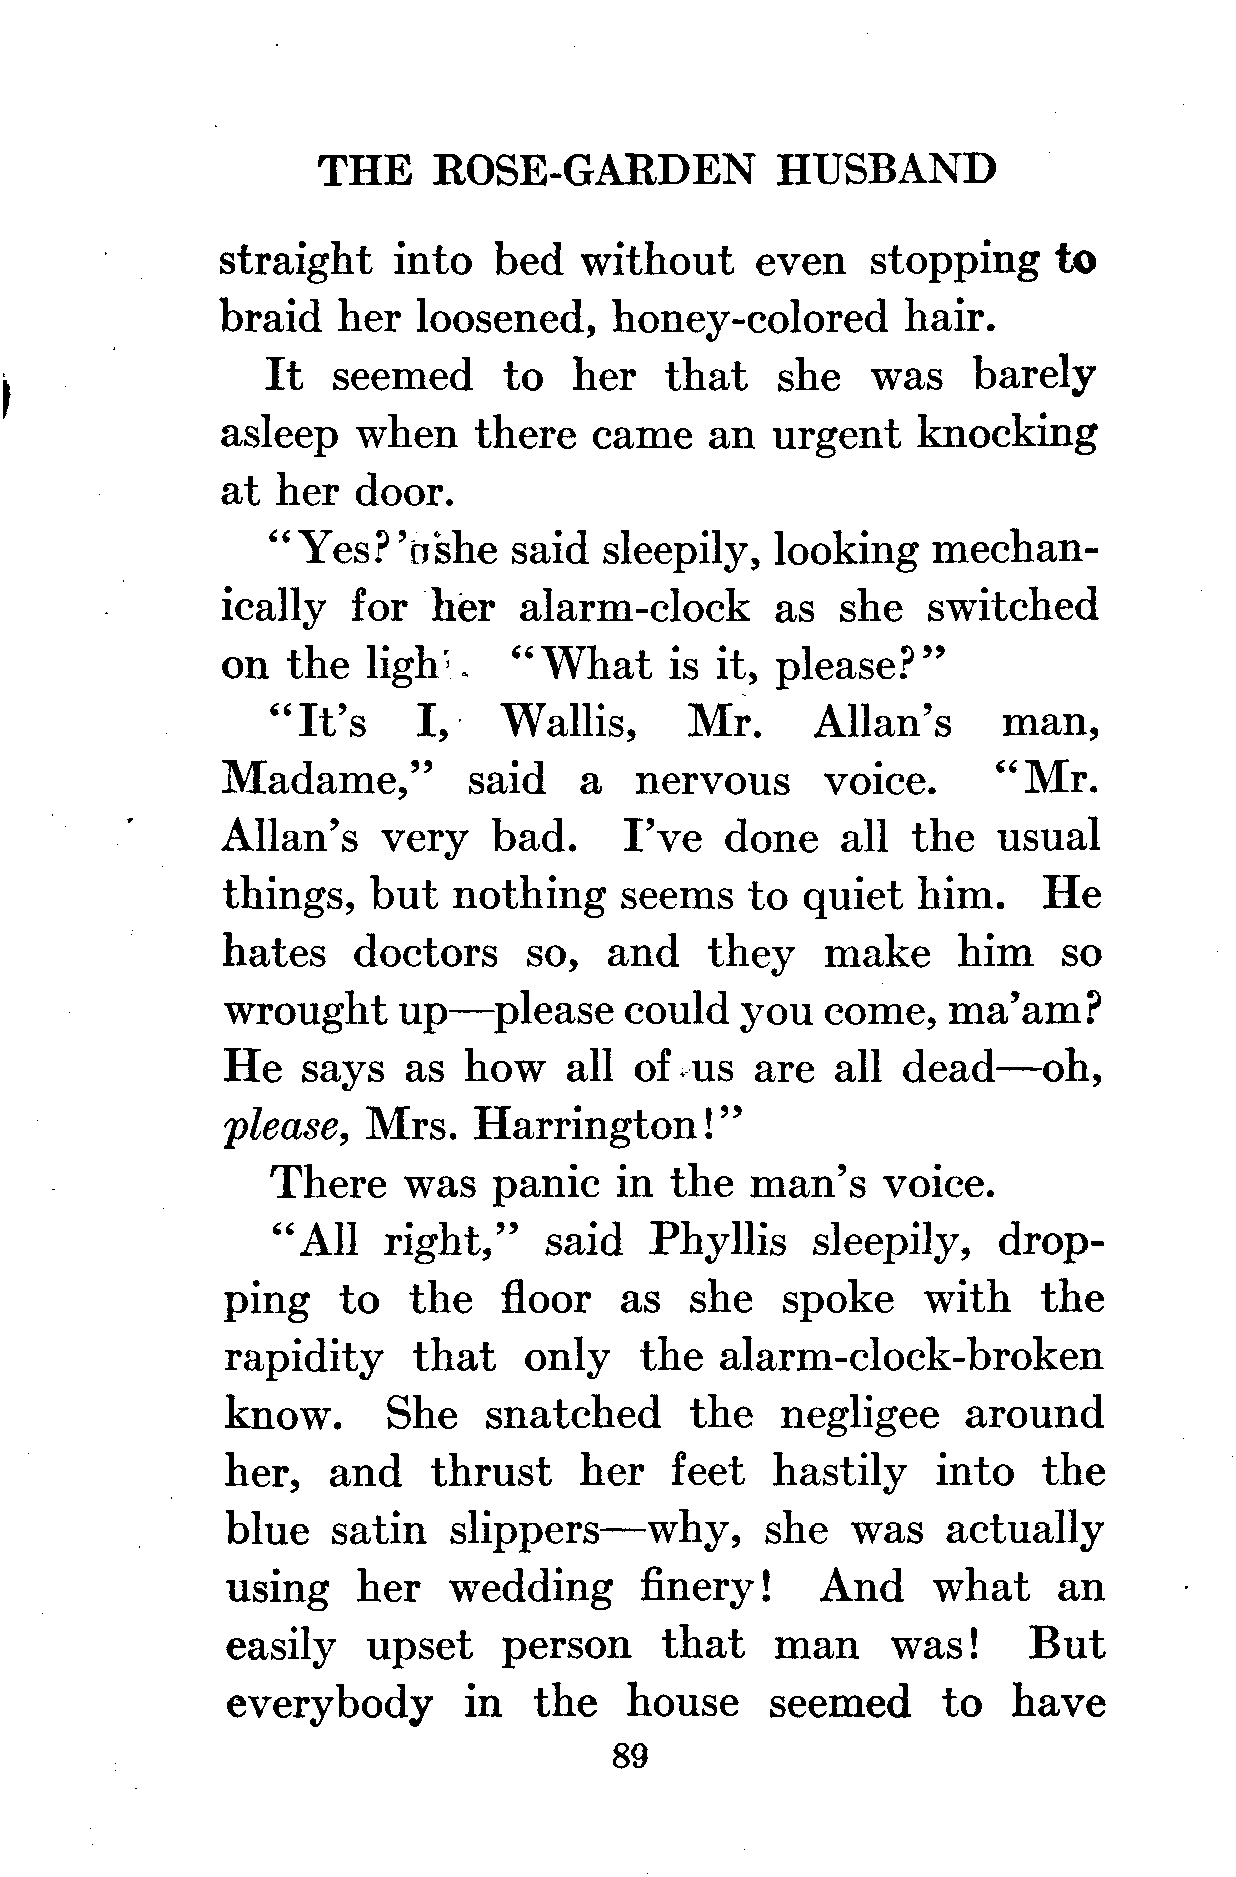 THE ROSE-GARDEN HUSBAND
straight into bed without even stopping to
braid her loosened, honey-colored hair.
It seemed to her that she was barely
asleep when there came an urgent knocking
at her door.
“Yes?” she said sleepily, looking mechan-
ically for her alarm-clock as she switched
on the light. “What is it, please?”
“It’s I, Wallis, Mr. Allan’s man,
Madame,” said a nervous voice. “Mr.
Allan’s very bad. I’ve done all the usual
things, but nothing seems to quiet him. He
hates doctors so, and they make him so
wrought up—please could you come, ma’am?
He says as how all of us are all dead—oh,
please, Mrs. Harrington!”
There was panic in the man’s voice.
“All right,” said Phyllis sleepily, drop-
ping to the floor as she spoke with the
rapidity that only the alarm-clock-broken
know. She snatched the negligee around
her, and thrust her feet hastily into the
blue satin slippers—why, she was actually
using her wedding finery! And what an
easily upset person that man was! But
everybody in the house seemed to have
89